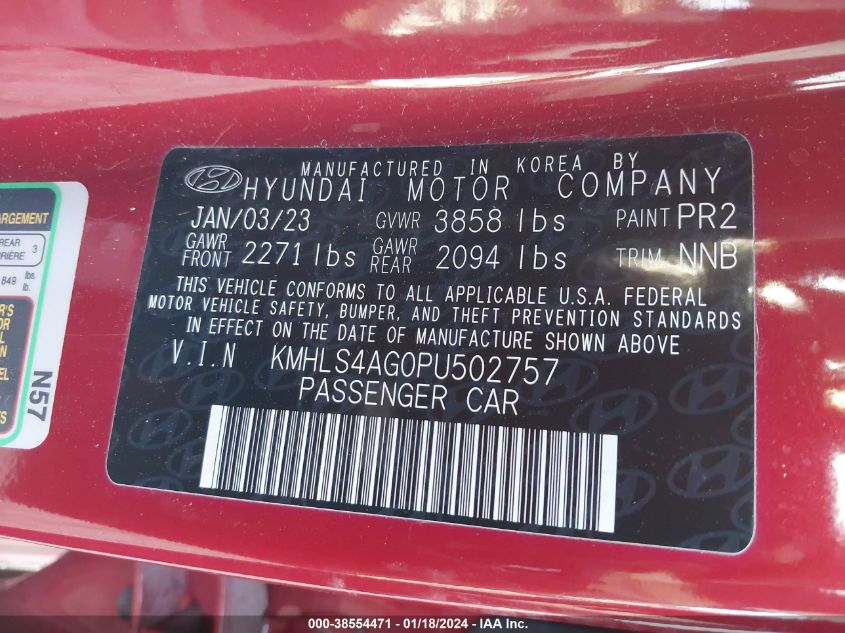 MANUFACTURED IN KOREA BY
HYUNDAI MOTOR COMPANY
JAN/03/23 GVWR 3858 lbs PAINT PR2
GAWR FRONT 2271 lbs GAWR REAR 2094 lbs TRIM NNB
THIS VEHICLE CONFORMS TO ALL APPLICABLE U.S.A. FEDERAL
MOTOR VEHICLE SAFETY, BUMPER, AND THEFT PREVENTION STANDARDS
IN EFFECT ON THE DATE OF MANUFACTURE SHOWN ABOVE
V.I.N KMHLS4AG0PU502757
PASSENGER CAR
ARGEMENT
REAR 3
849 lbs.
lb.
N57
000-38554471 | 01/18/2024 - IAA Inc.